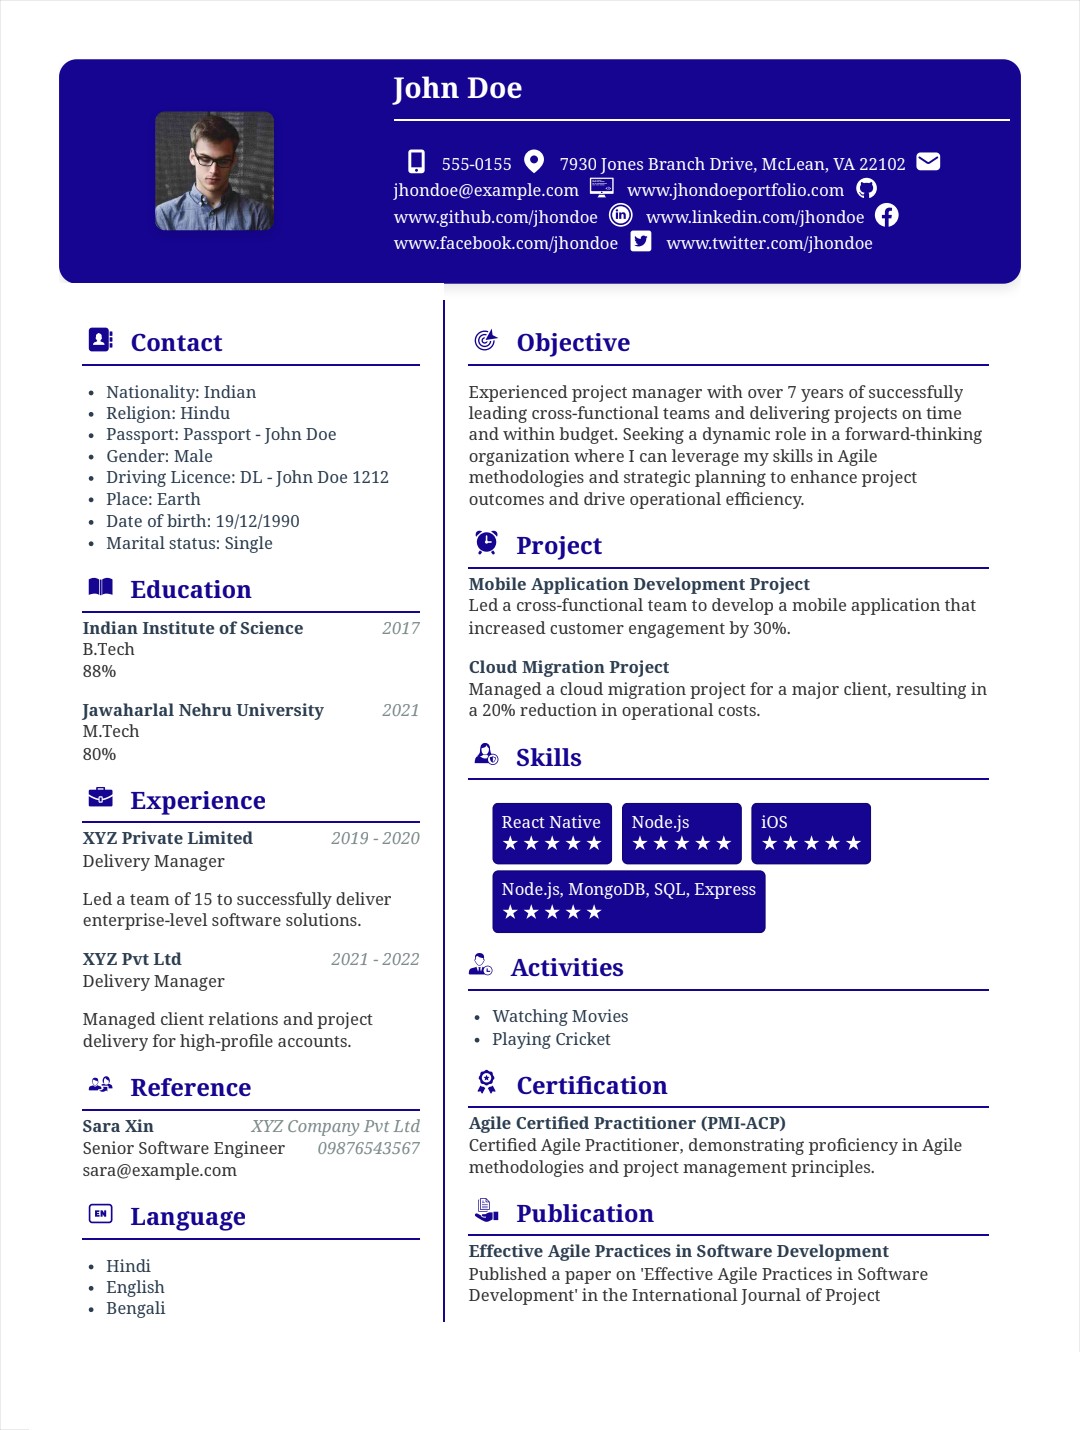 John Doe
555-0155 7930 Jones Branch Drive, McLean, VA 22102
jhondoe@example.com www.jhondoeportfolio.com
www.github.com/jhondoe www.linkedin.com/jhondoe
www.facebook.com/jhondoe www.twitter.com/jhondoe
Contact
Nationality: Indian
Religion: Hindu
Passport: Passport - John Doe
Gender: Male
Driving Licence: DL - John Doe 1212
Place: Earth
Date of birth: 19/12/1990
Marital status: Single
Education
Indian Institute of Science 2017
B.Tech
88%
Jawaharlal Nehru University 2021
M.Tech
80%
Experience
XYZ Private Limited 2019 - 2020
Delivery Manager
Led a team of 15 to successfully deliver
enterprise-level software solutions.
XYZ Pvt Ltd 2021 - 2022
Delivery Manager
Managed client relations and project
delivery for high-profile accounts.
Reference
Sara Xin XYZ Company Pvt Ltd
Senior Software Engineer 09876543567
sara@example.com
EN Language
Hindi
English
Bengali
Objective
Experienced project manager with over 7 years of successfully
leading cross-functional teams and delivering projects on time
and within budget. Seeking a dynamic role in a forward-thinking
organization where I can leverage my skills in Agile
methodologies and strategic planning to enhance project
outcomes and drive operational efficiency.
Project
Mobile Application Development Project
Led a cross-functional team to develop a mobile application that
increased customer engagement by 30%.
Cloud Migration Project
Managed a cloud migration project for a major client, resulting in
a 20% reduction in operational costs.
Skills
React Native Node.js iOS
★ ★ ★ ★ ★ ★ ★ ★ ★ ★ ★ ★ ★ ★ ★
Node.js, MongoDB, SQL, Express
★ ★ ★ ★ ★
Activities
Watching Movies
Playing Cricket
Certification
Agile Certified Practitioner (PMI-ACP)
Certified Agile Practitioner, demonstrating proficiency in Agile
methodologies and project management principles.
Publication
Effective Agile Practices in Software Development
Published a paper on 'Effective Agile Practices in Software
Development' in the International Journal of Project